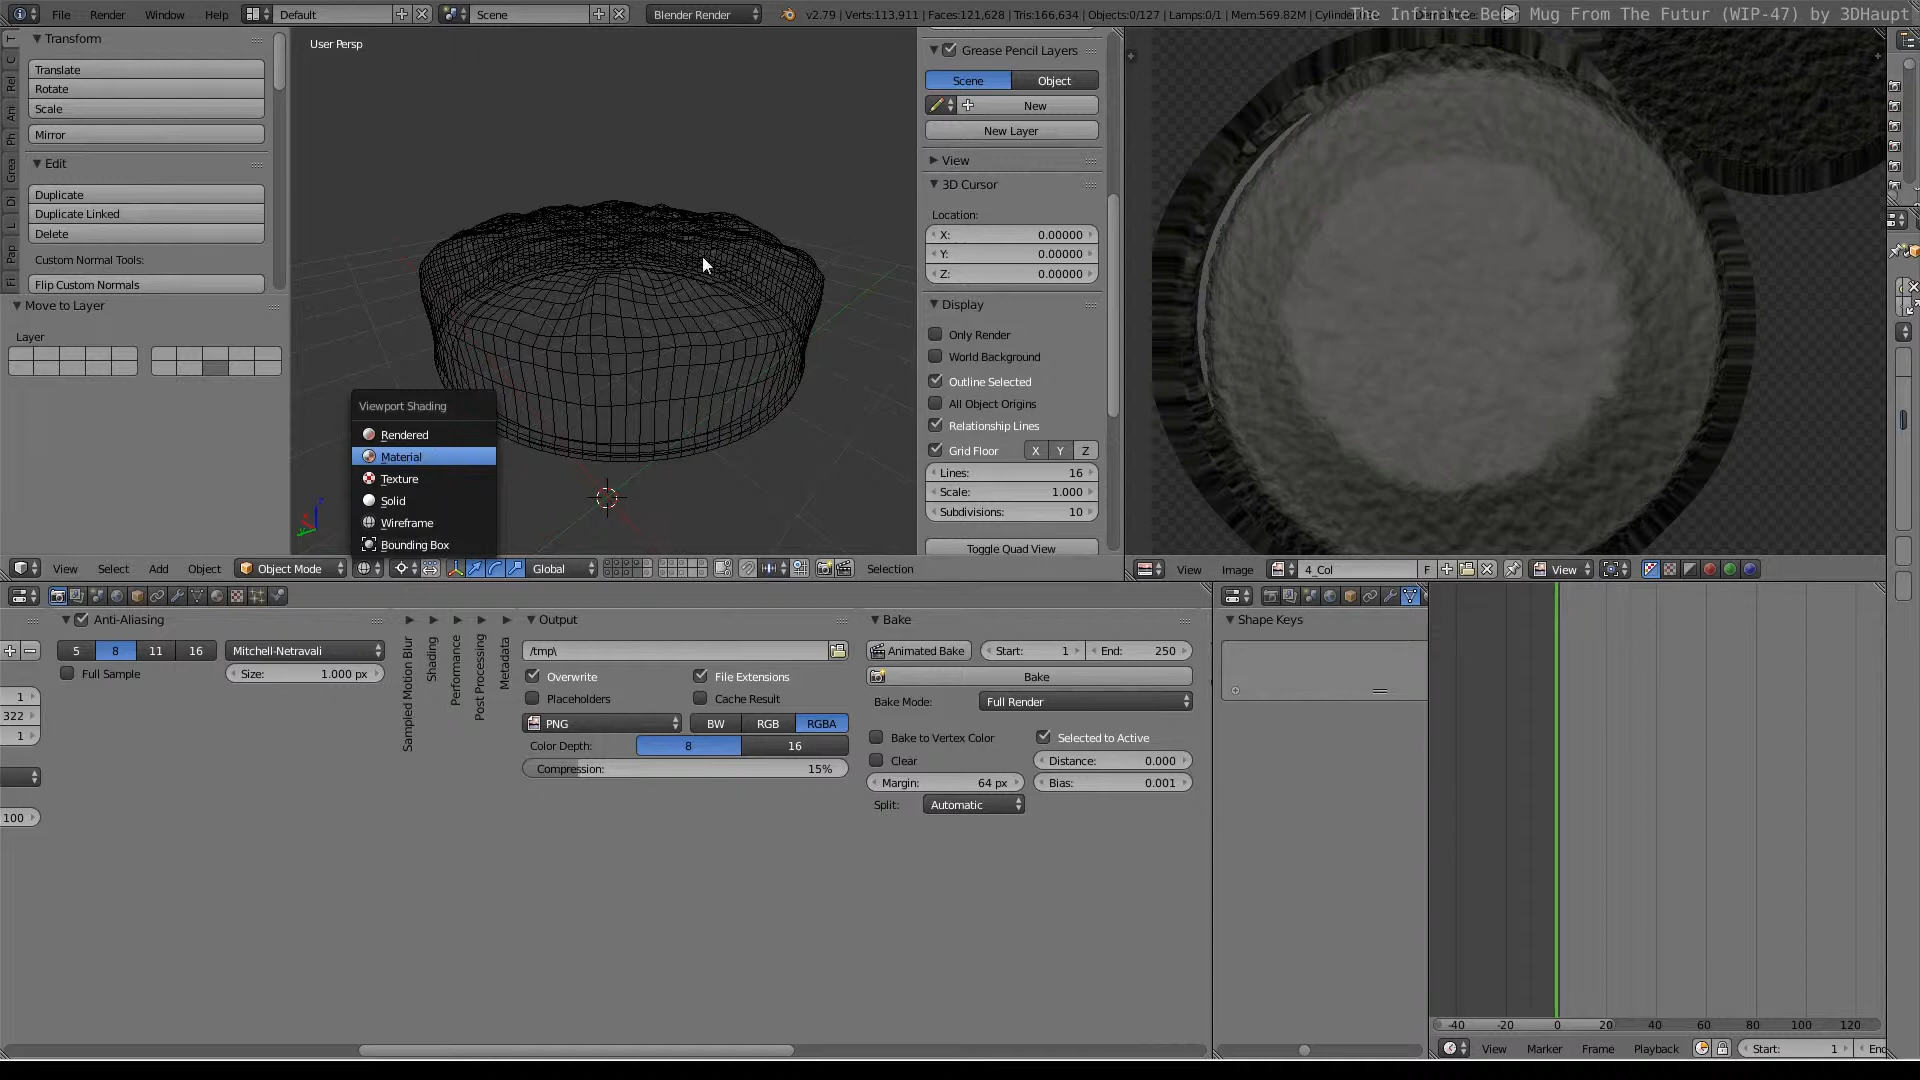 File
Render
Window
Help
Default
Scene
Blender Render
v2.79 | Verts:113,911 | Faces:121,628 | Tris:166,634 | Objects:0/127 | Lamps:0/1 | Mem:569.82M | Cylinder
The Infinite Beer Mug From The Futur (WIP-47) by 3DHaupt
Transform
Translate
Rotate
Scale
Mirror
Edit
Duplicate
Duplicate Linked
Delete
Custom Normal Tools:
Flip Custom Normals
Move to Layer
Layer
T
C
Rel
Ani
Ph
Grea
Di
L
Pap
Fl
User Persp
Viewport Shading
Rendered
Material
Texture
Solid
Wireframe
Bounding Box
Grease Pencil Layers
Scene
Object
New
New Layer
View
3D Cursor
Location:
X: 0.00000
Y: 0.00000
Z: 0.00000
Display
Only Render
World Background
Outline Selected
All Object Origins
Relationship Lines
Grid Floor
X
Y
Z
Lines: 16
Scale: 1.000
Subdivisions: 10
Toggle Quad View
View
Select
Add
Object
Object Mode
Global
Selection
View
Image
4_Col
F
View
Anti-Aliasing
5
8
11
16
Mitchell-Netravali
Full Sample
Size: 1.000 px
1
322
1
100
Sampled Motion Blur
Shading
Performance
Post Processing
Metadata
Output
/tmp\
Overwrite
File Extensions
Placeholders
Cache Result
PNG
BW
RGB
RGBA
Color Depth:
8
16
Compression: 15%
Bake
Animated Bake
Start: 1
End: 250
Bake
Bake Mode:
Full Render
Bake to Vertex Color
Selected to Active
Clear
Distance: 0.000
Margin: 64 px
Bias: 0.001
Split:
Automatic
Shape Keys
-40
-20
0
20
40
60
80
100
120
View
Marker
Frame
Playback
Start: 1